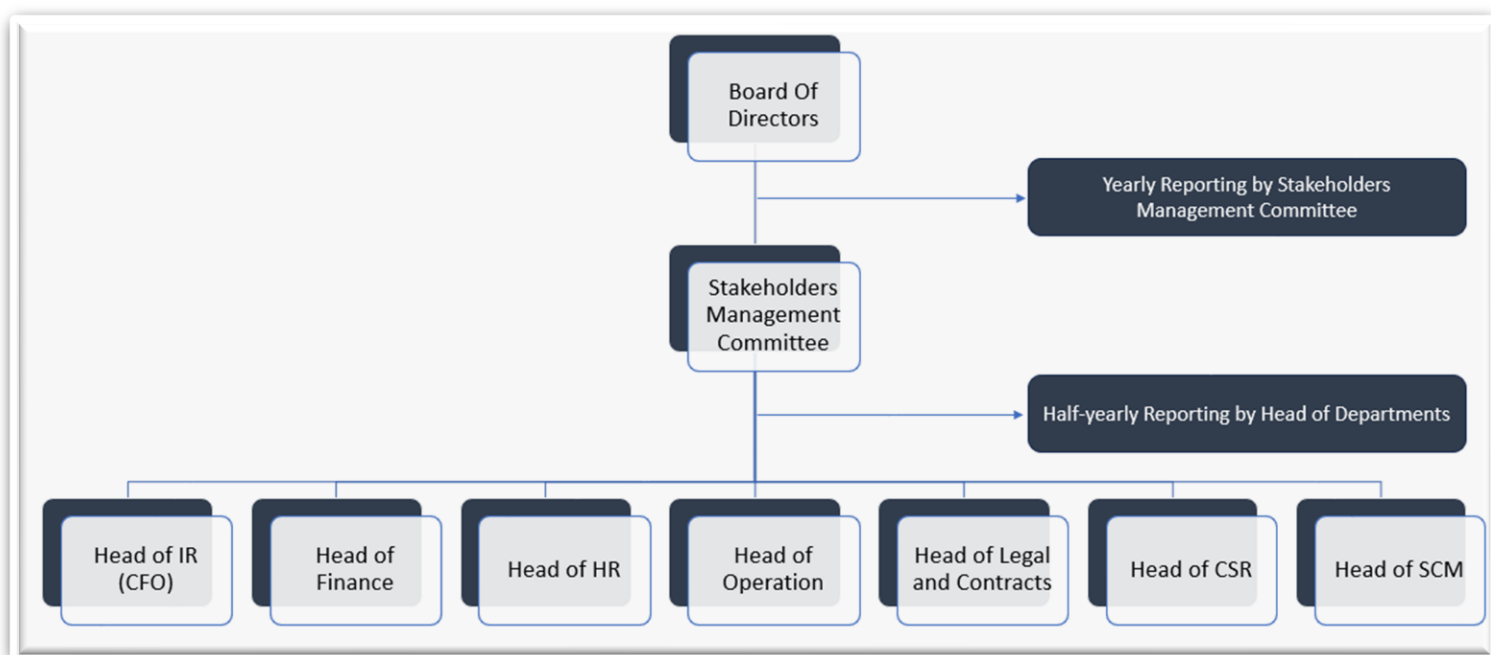 Board Of
Directors
Yearly Reporting by Stakeholders
Management Committee
Stakeholders
Management
Committee
Half-yearly Reporting by Head of Departments
Head of IR
(CFO)
Head of
Finance
Head of HR
Head of
Operation
Head of Legal
and Contracts
Head of CSR
Head of SCM